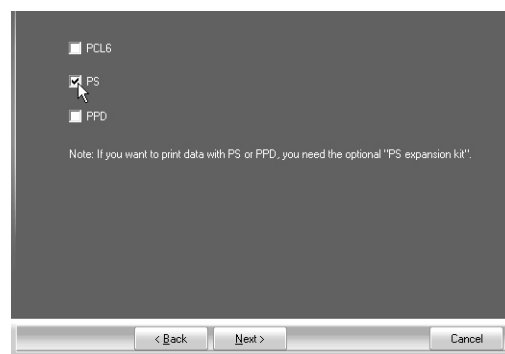 PCL6
PS
PPD
Note: If you want to print data with PS or PPD, you need the optional "PS expansion kit".
< Back Next > Cancel